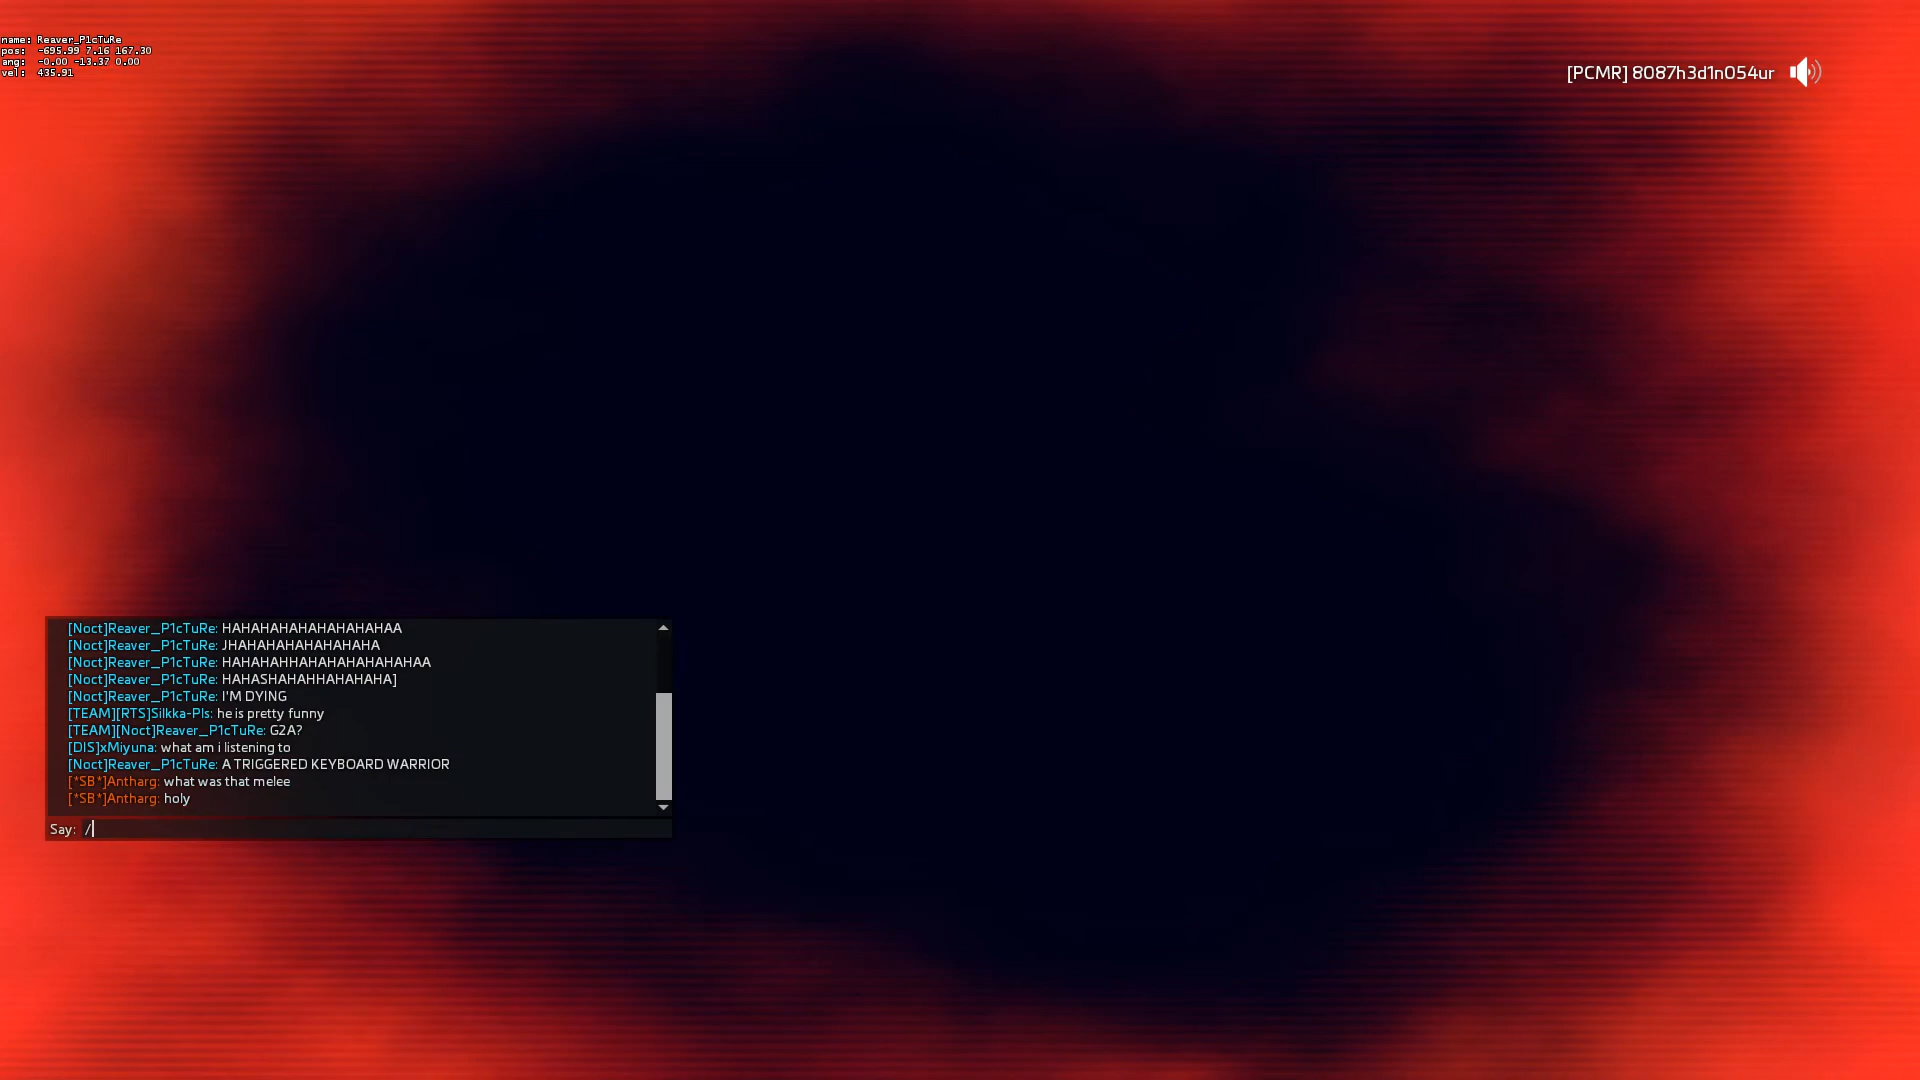 name: Reaver_P1cTuRe
pos: -695.99 7.16 167.30
ang: -0.00 -13.37 0.00
vel: 435.91
[PCMR] 8087h3d1n054ur
[Noct]Reaver_P1cTuRe: HAHAHAHAHAHAHAHAHAA
[Noct]Reaver_P1cTuRe: JHAHAHAHAHAHAHAHA
[Noct]Reaver_P1cTuRe: HAHAHAHHAHAHAHAHAHAHAA
[Noct]Reaver_P1cTuRe: HAHASHAHAHHAHAHAHA]
[Noct]Reaver_P1cTuRe: I'M DYING
[TEAM][RTS]Silkka-Pls: he is pretty funny
[TEAM][Noct]Reaver_P1cTuRe: G2A?
[DIS]xMiyuna: what am i listening to
[Noct]Reaver_P1cTuRe: A TRIGGERED KEYBOARD WARRIOR
[*SB*]Antharg: what was that melee
[*SB*]Antharg: holy
Say: /